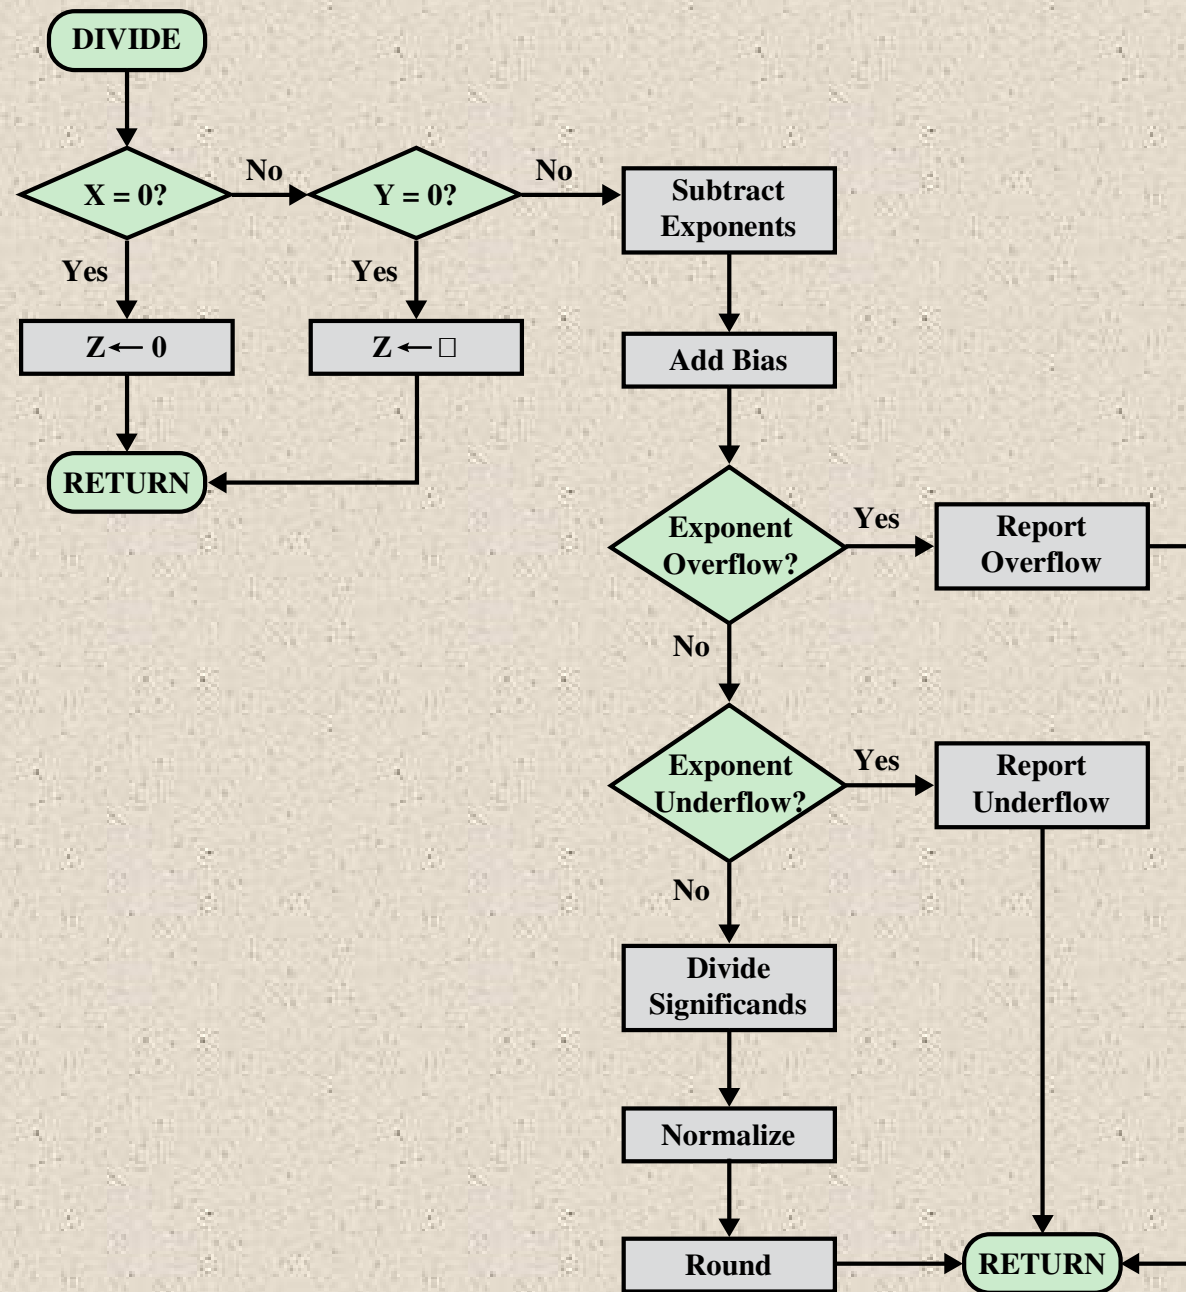 DIVIDE
X = 0?
No
Y = 0?
No
Subtract
Exponents
Yes
Yes
Z ← 0
Z ← □
Add Bias
RETURN
Exponent
Overflow?
Yes
Report
Overflow
No
Exponent
Underflow?
Yes
Report
Underflow
No
Divide
Significands
Normalize
Round
RETURN